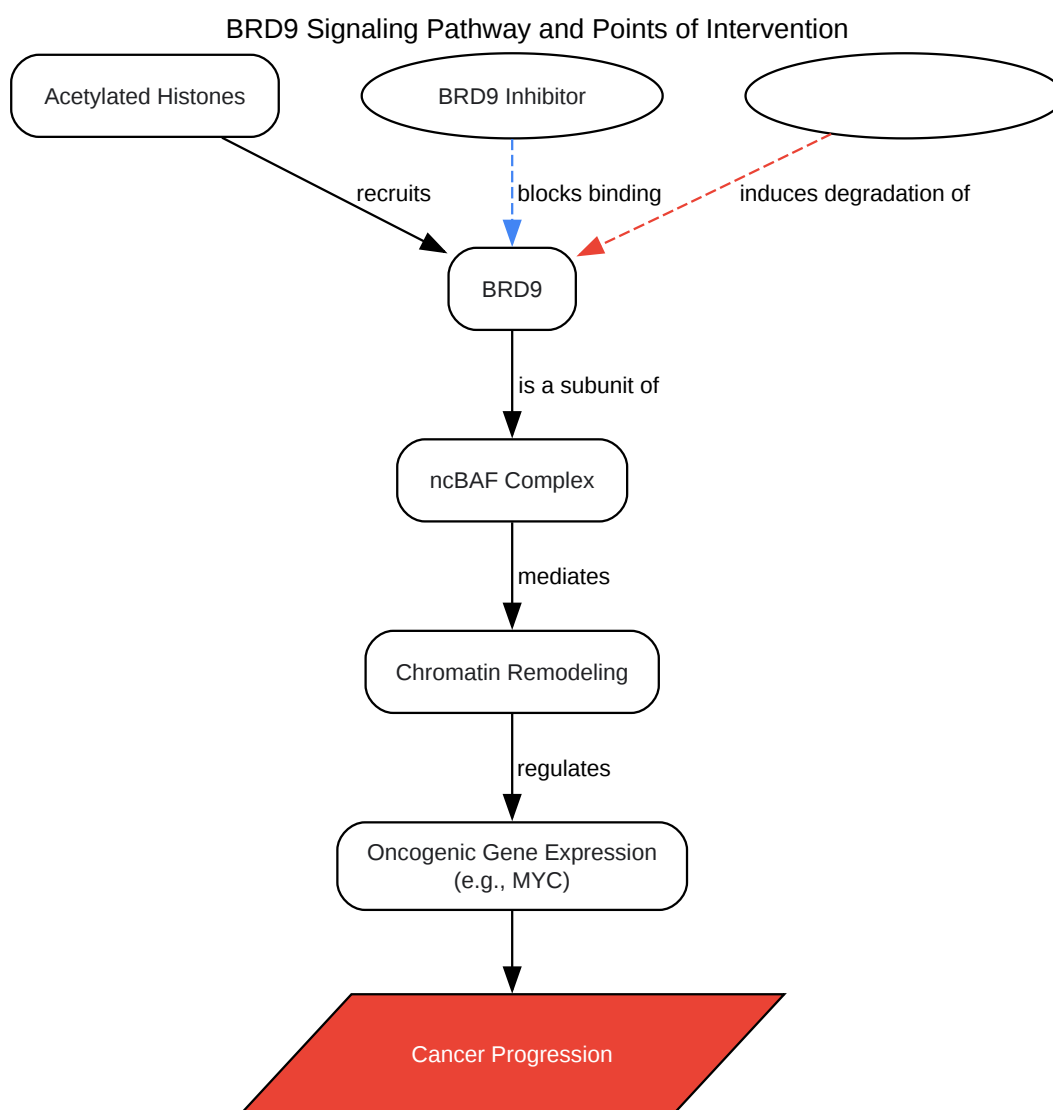 BRD9 Signaling Pathway and Points of Intervention
Acetylated Histones
BRD9 Inhibitor
recruits
blocks binding
induces degradation of
BRD9
is a subunit of
ncBAF Complex
mediates
Chromatin Remodeling
regulates
Oncogenic Gene Expression
(e.g., MYC)
Cancer Progression